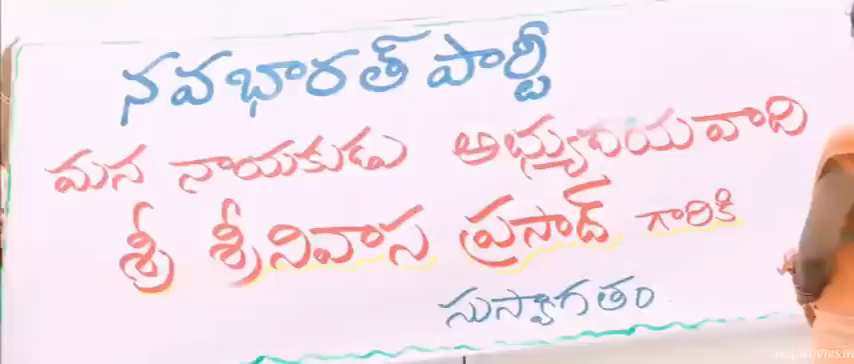 నవభారత్ పార్టీ
మన నాయకుడు అభ్యుదయవాది
శ్రీ శ్రీనివాస ప్రసాద్ గారికి
సుస్వాగతం